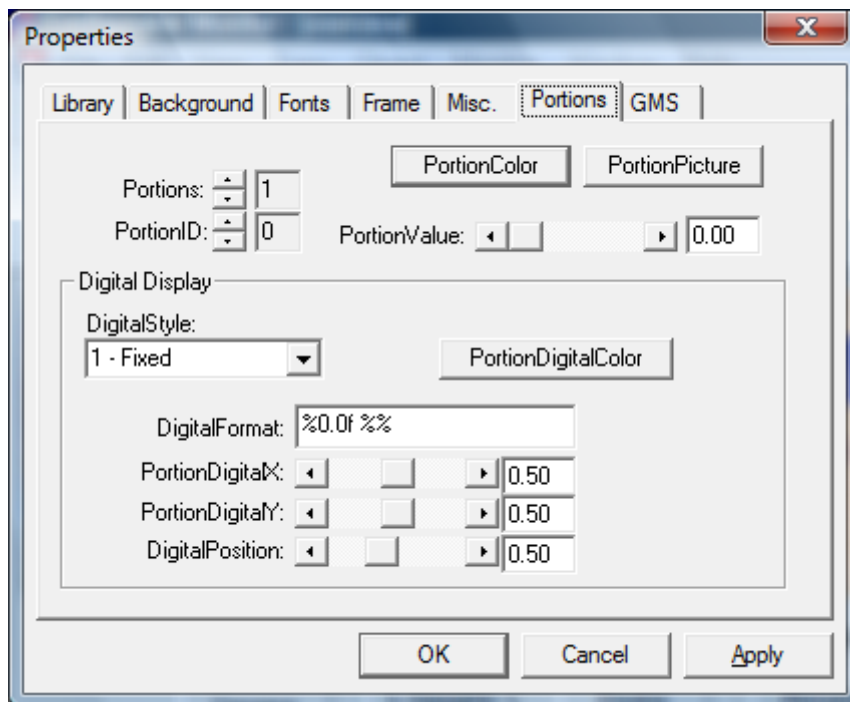 Properties
Library Background Fonts Frame Misc. Portions GMS
PortionColor PortionPicture
Portions: 1
PortionID: 0 PortionValue: 0.00
Digital Display
DigitalStyle:
1 - Fixed PortionDigitalColor
DigitalFormat: %0.0f %%
PortionDigitalX: 0.50
PortionDigitalY: 0.50
DigitalPosition: 0.50
OK Cancel Apply